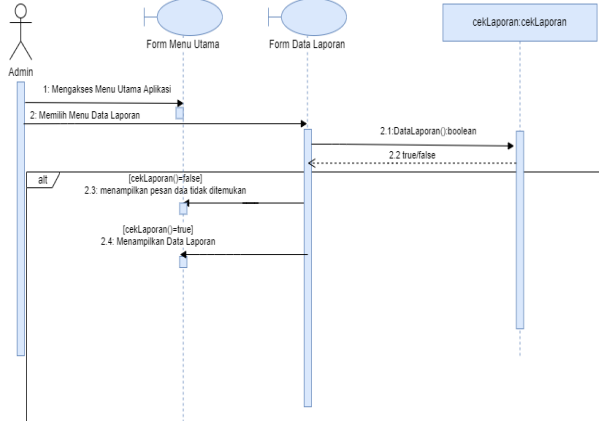 cekLaporan:cekLaporan
Form Menu Utama
Form Data Laporan
Admin
1: Mengakses Menu Utama Aplikasi
2: Memilih Menu Data Laporan
2.1:DataLaporan():boolean
2.2 true/false
alt
[cekLaporan()=false]
2.3: menampilkan pesan daa tidak ditemukan
[cekLaporan()=true]
2.4: Menampilkan Data Laporan